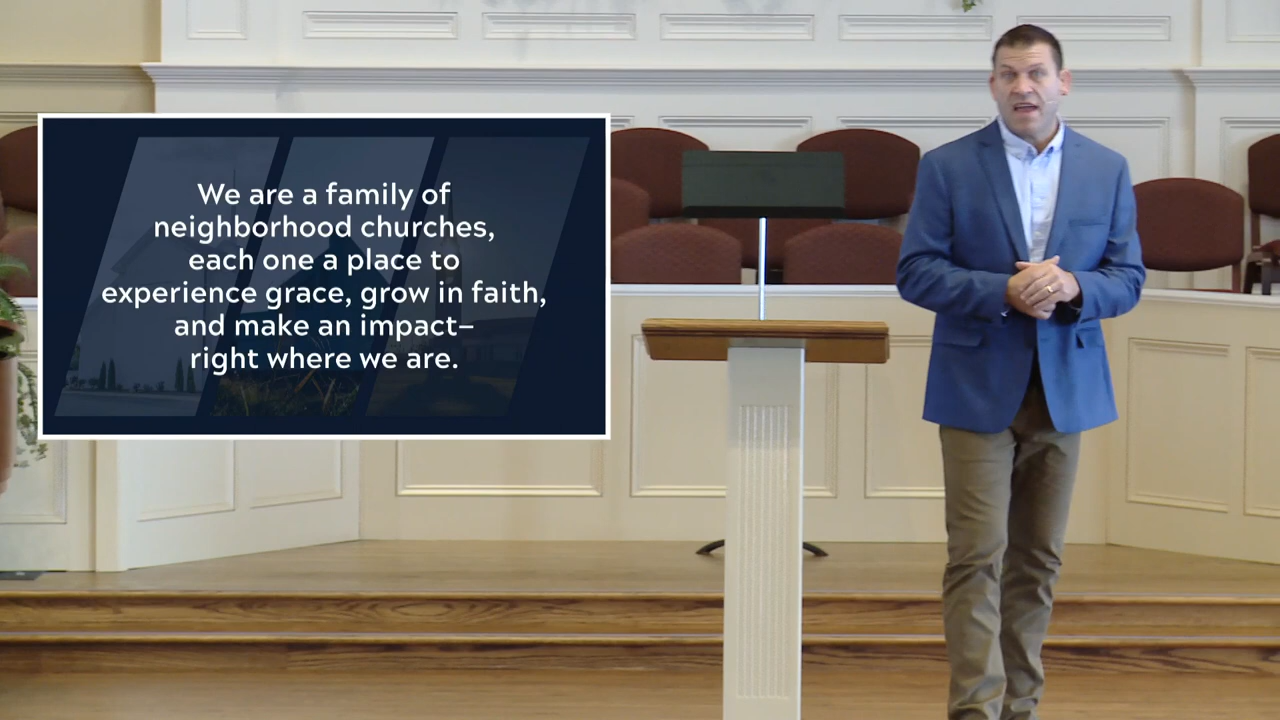 We are a family of
neighborhood churches,
each one a place to
experience grace, grow in faith,
and make an impact–
right where we are.